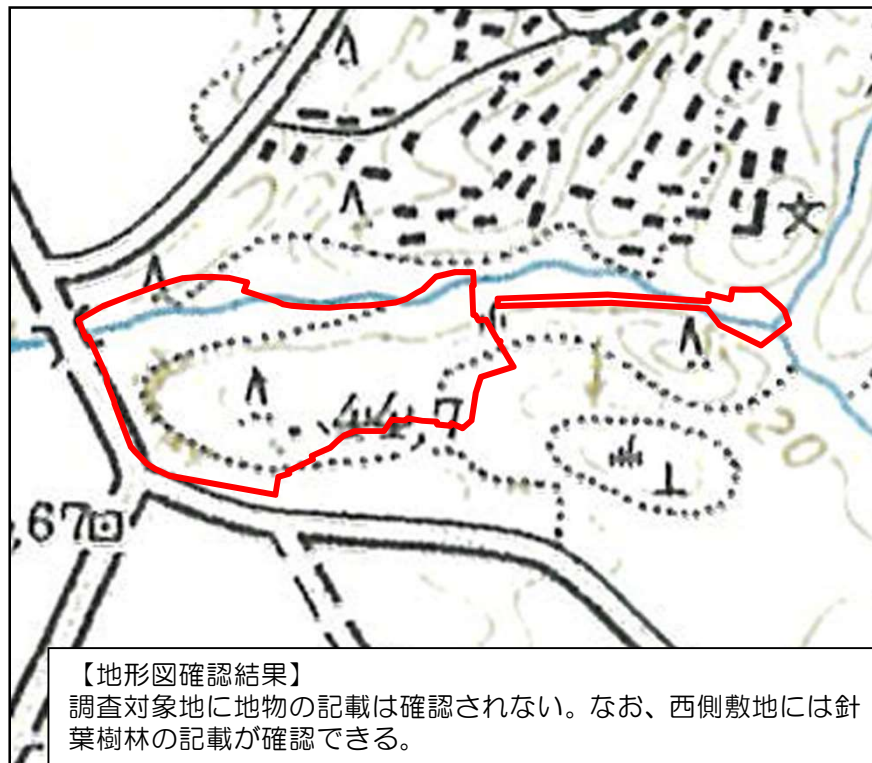 44,7
20
,67
【地形図確認結果】
調査対象地に地物の記載は確認されない。なお、西側敷地には針
葉樹林の記載が確認できる。